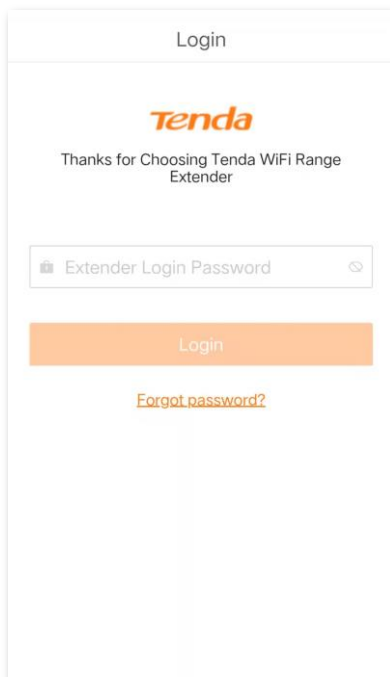 Login
Tenda
Thanks for Choosing Tenda WiFi Range
Extender
Extender Login Password
Login
Forgot password?